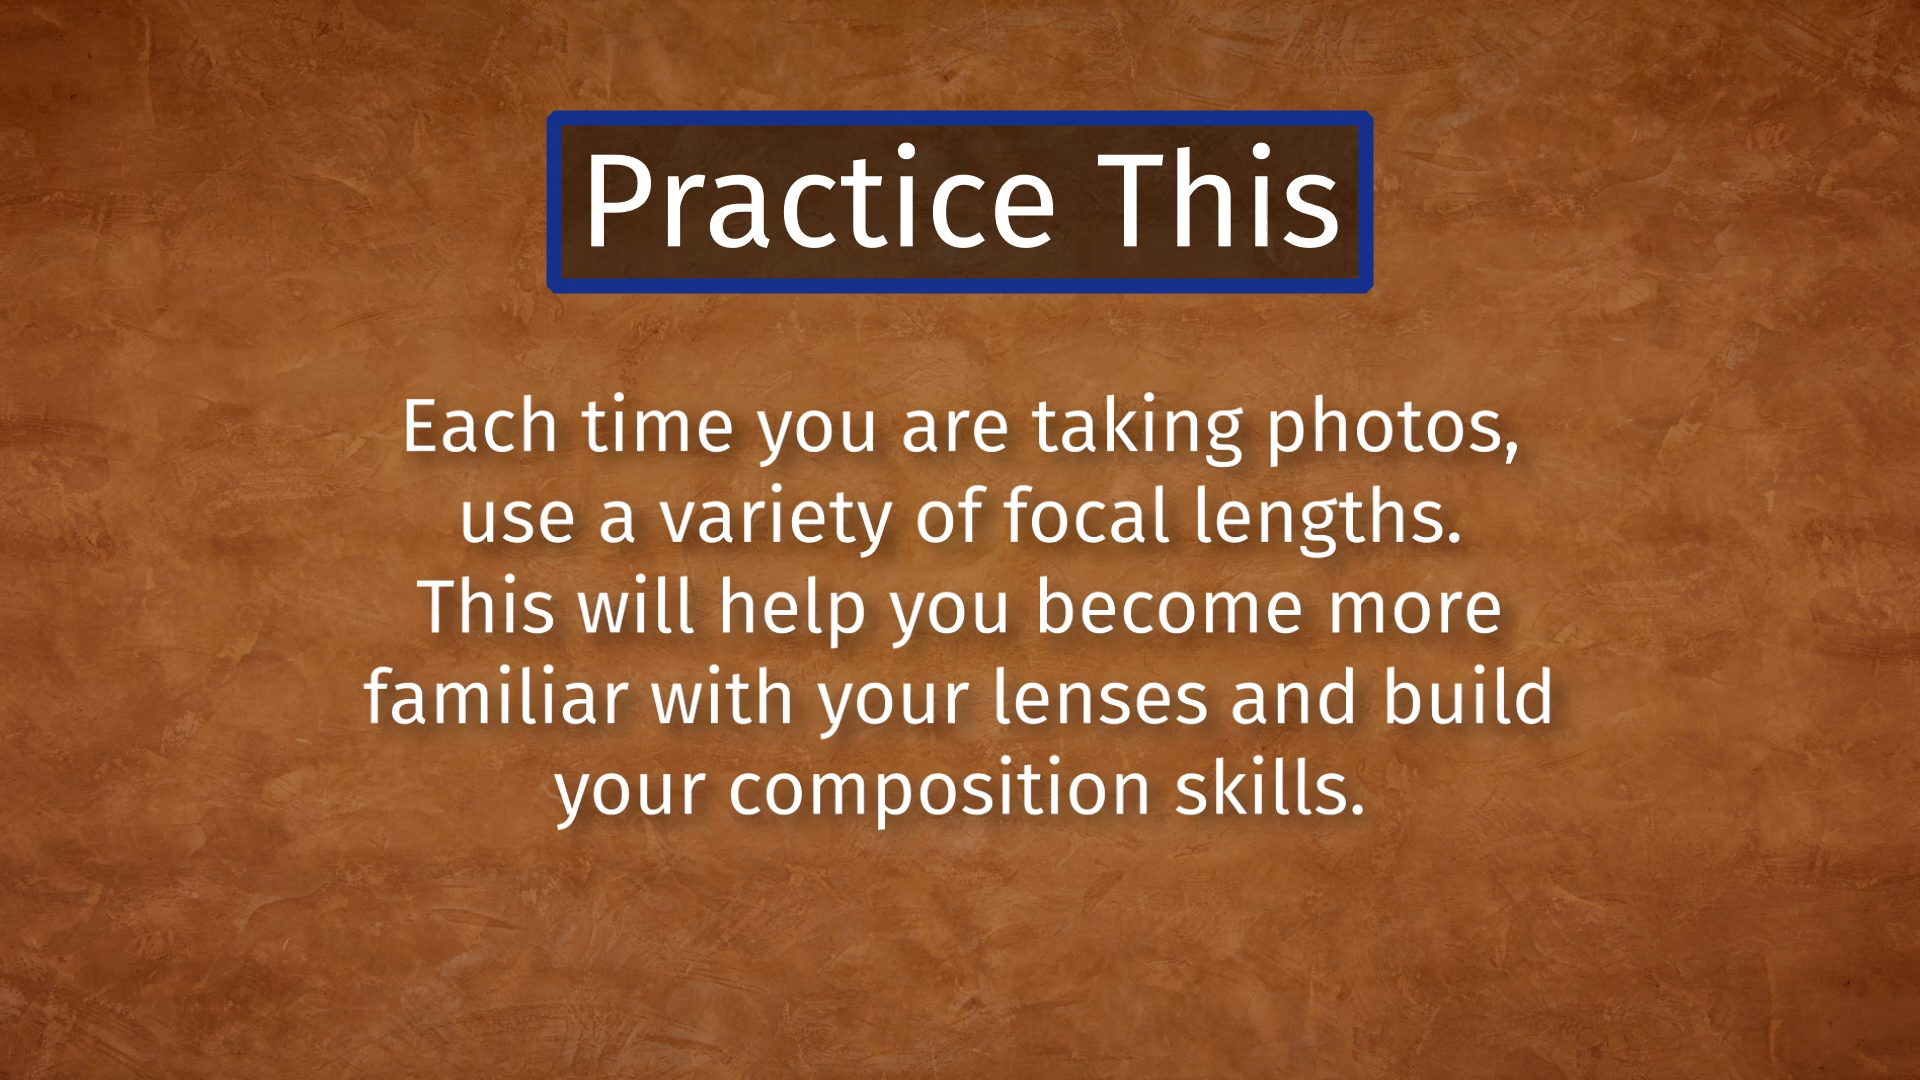 Practice This
Each time you are taking photos,
use a variety of focal lengths.
This will help you become more
familiar with your lenses and build
your composition skills.